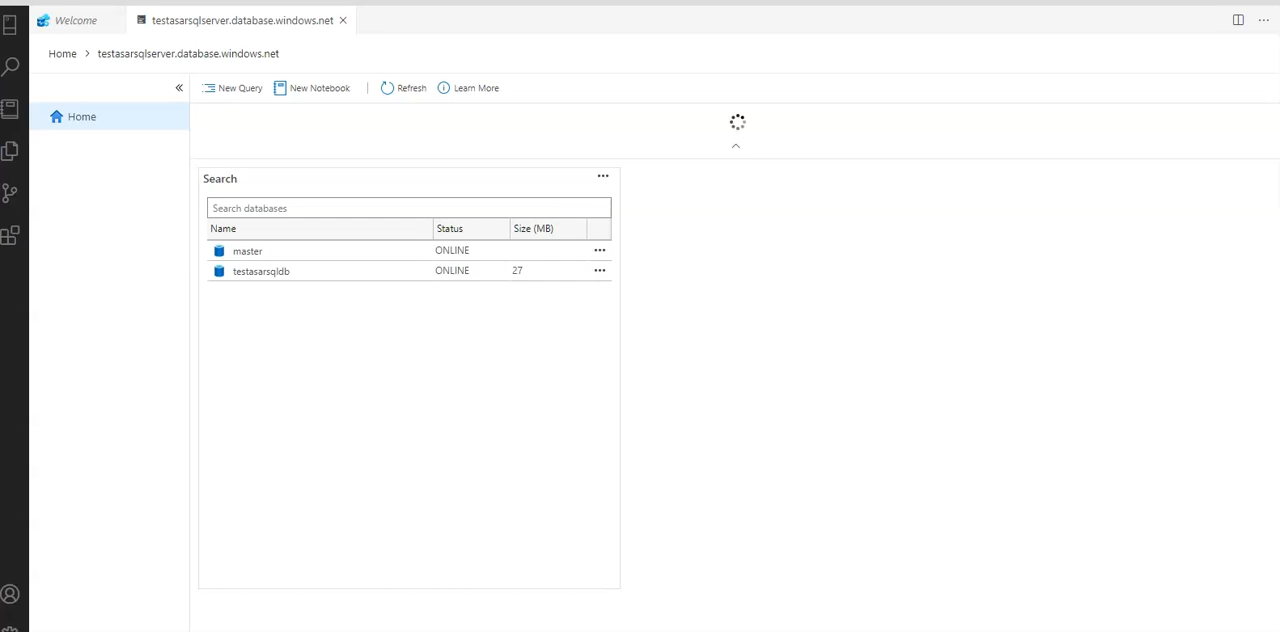 Welcome
testasarsqlserver.database.windows.net
Home > testasarsqlserver.database.windows.net
New Query New Notebook Refresh Learn More
Home
Search
Search databases
Name Status Size (MB)
master ONLINE
testasarsqldb ONLINE 27